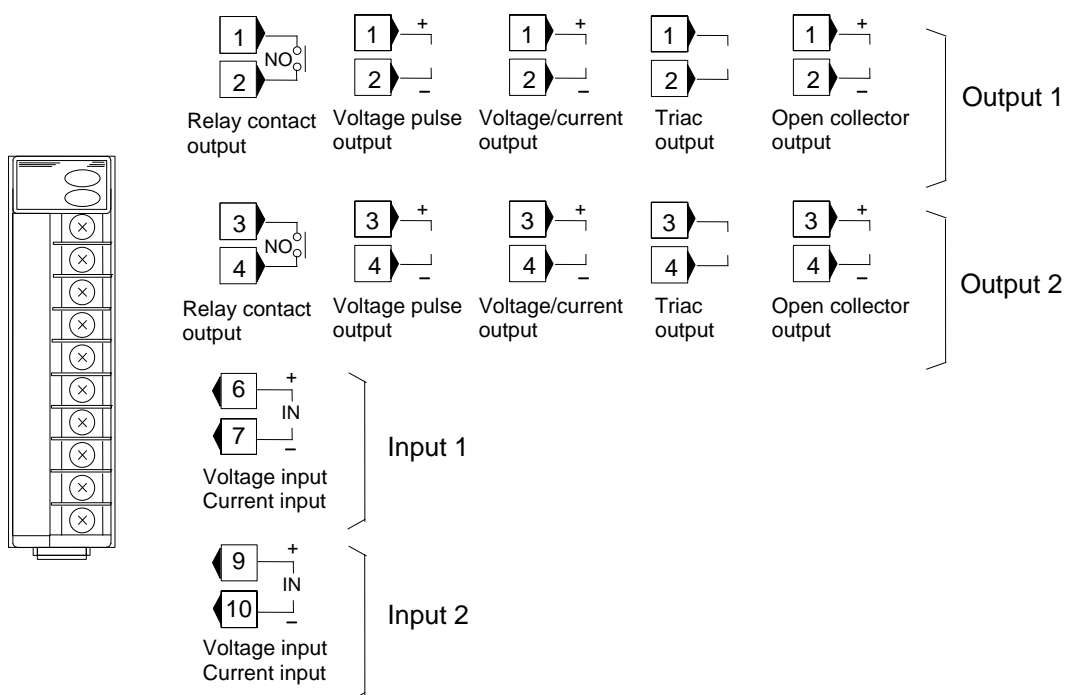 1 + 1 + 1 1 +
1 NO
2 2 2 2 2
− − −
Relay contact Voltage pulse Voltage/current Triac Open collector
output output output output output
Output 1
3 + 3 + 3 3 +
3 NO
4 4 4 4 4
− − −
Relay contact Voltage pulse Voltage/current Triac Open collector
output output output output output
Output 2
6 +
IN
7 −
Input 1
Voltage input
Current input
9 +
IN
10 −
Input 2
Voltage input
Current input